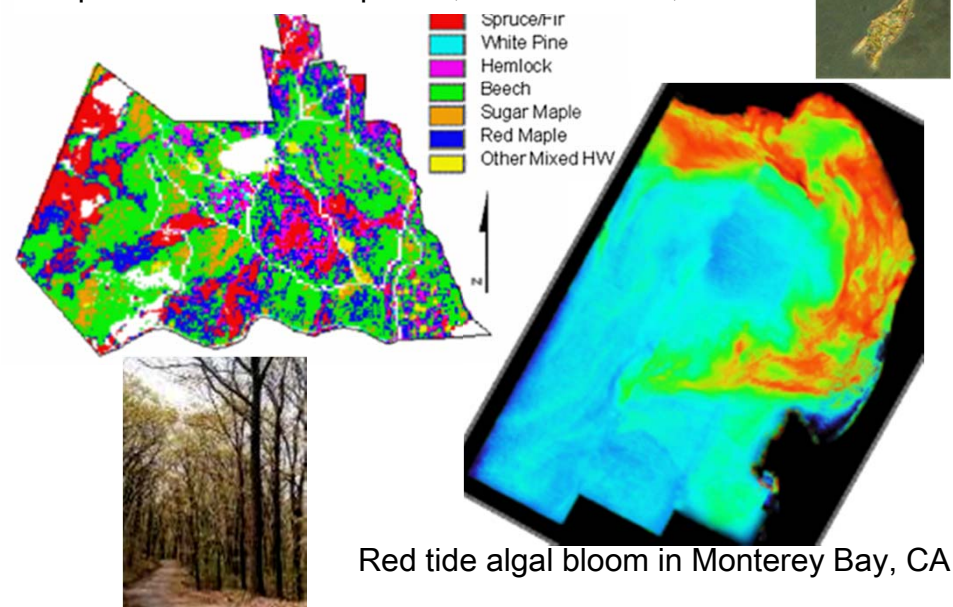 Spruce/Fir
White Pine
Hemlock
Beech
Sugar Maple
Red Maple
Other Mixed HW
N
Red tide algal bloom in Monterey Bay, CA